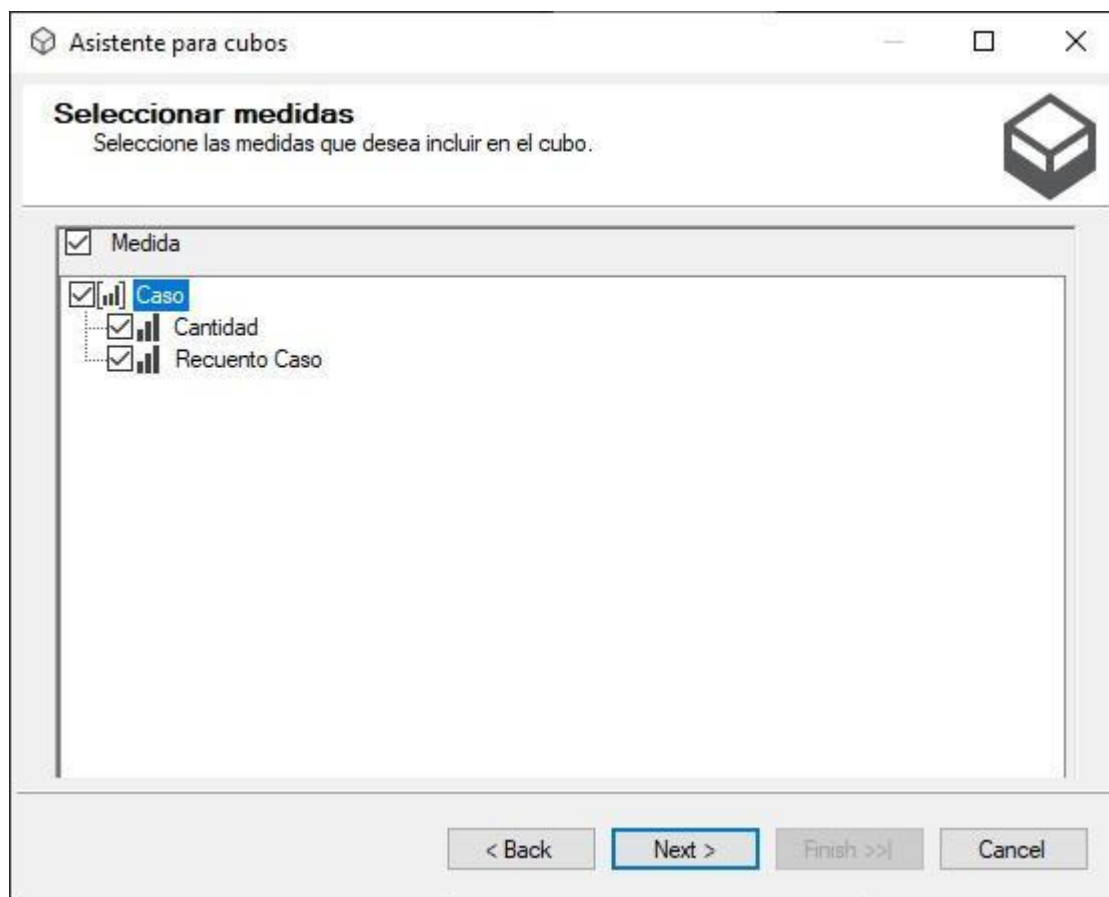 Asistente para cubos
Seleccionar medidas
Seleccione las medidas que desea incluir en el cubo.
Medida
Caso
Cantidad
Recuento Caso
< Back Next > Finish >>| Cancel